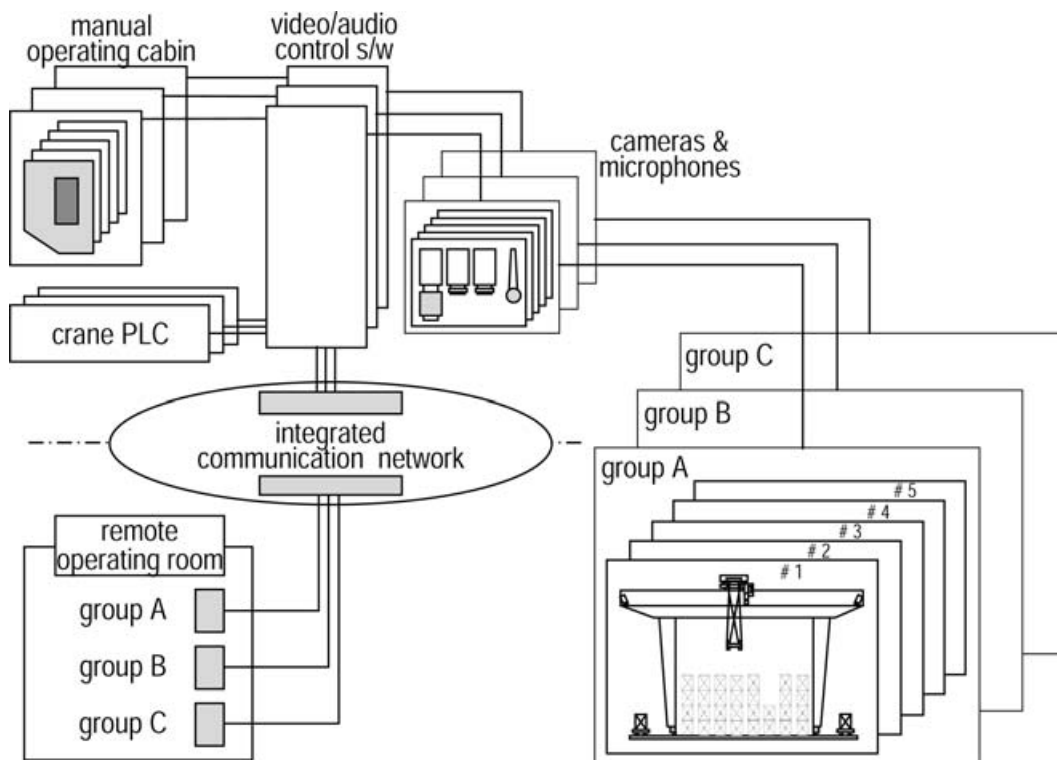 manual
operating cabin
video/audio
control s/w
cameras &
microphones
crane PLC
group C
group B
group A
integrated
communication network
# 5
# 4
# 3
# 2
# 1
remote
operating room
group A
group B
group C